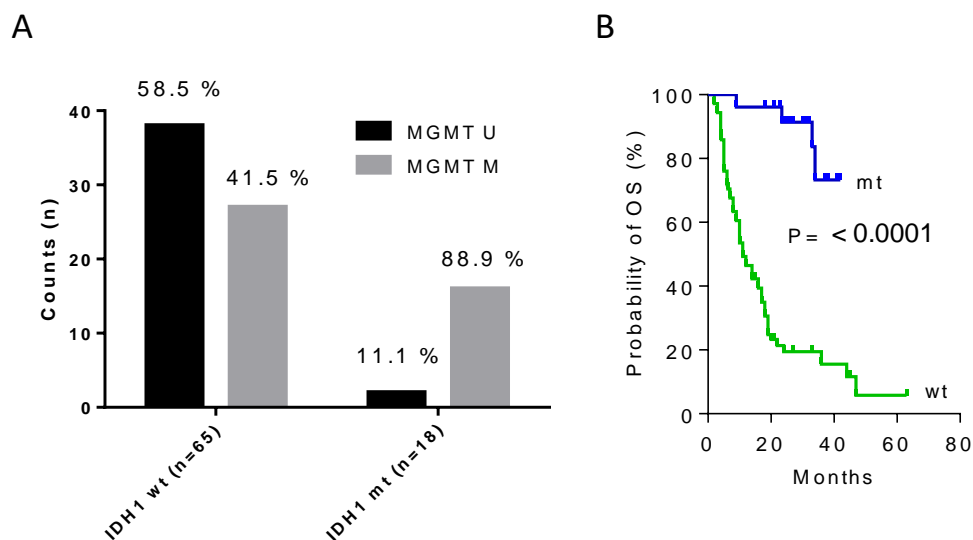 A
58.5 %
41.5 %
11.1 %
88.9 %
MGMT U
MGMT M
Counts (n)
40
30
20
10
0
IDH1 wt (n=65)
IDH1 mt (n=18)
B
Probability of OS (%)
100
80
60
40
20
0
mt
P = < 0.0001
wt
0 20 40 60 80
Months